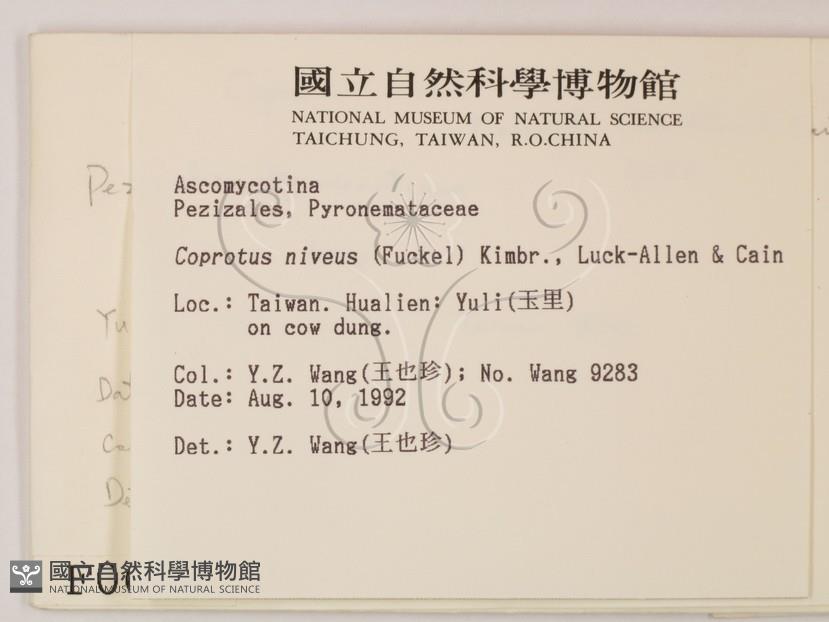 國立自然科學博物館
NATIONAL MUSEUM OF NATURAL SCIENCE
TAICHUNG, TAIWAN, R.O.CHINA
Ascomycotina
Pezizales, Pyronemataceae
Coprotus niveus (Fuckel) Kimbr., Luck-Allen & Cain
Loc.: Taiwan. Hualien: Yuli(玉里)
on cow dung.
Col.: Y.Z. Wang(王也珍); No. Wang 9283
Date: Aug. 10, 1992
Det.: Y.Z. Wang(王也珍)
Pez
Yu
Dat
國立自然科學博物館
NATIONAL MUSEUM OF NATURAL SCIENCE